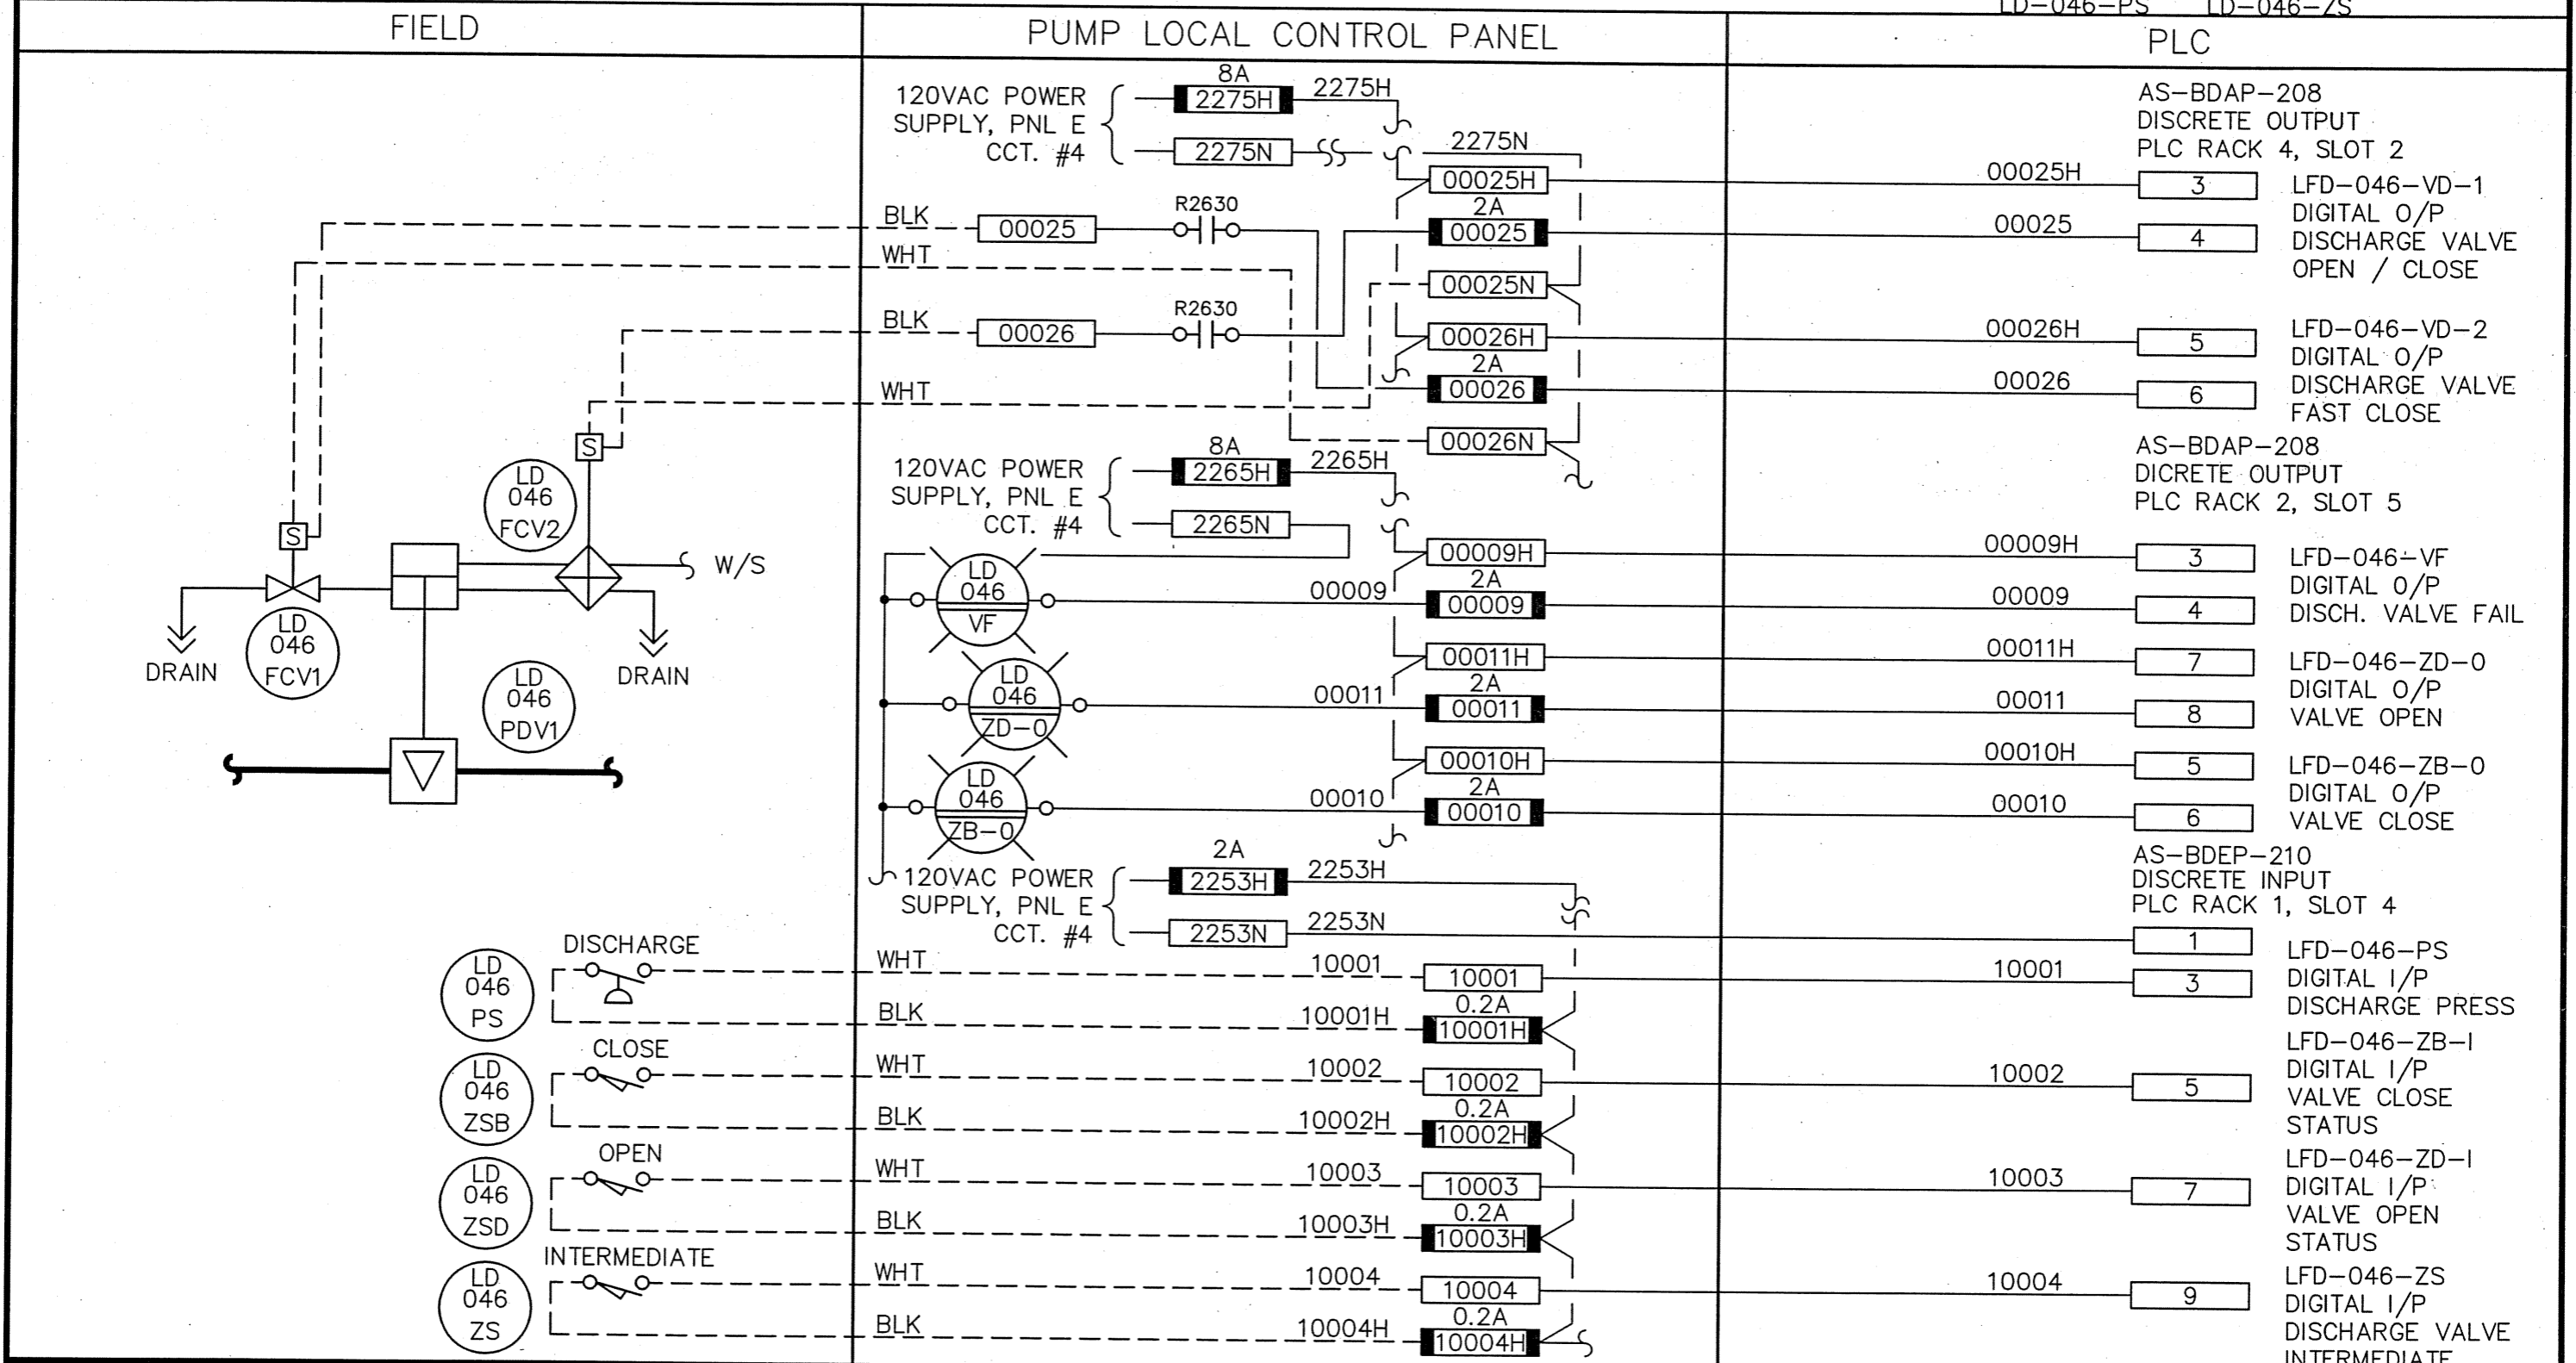 LD-046-PS LD-046-ZS
FIELD
PUMP LOCAL CONTROL PANEL
PLC
8A
120VAC POWER
SUPPLY, PNL E
CCT. #4
2275H
2275H
2275N
2275N
00025H
2A
00025
00025N
00026H
2A
00026
00026N
BLK
00025
R2630
WHT
BLK
00026
R2630
WHT
AS-BDAP-208
DISCRETE OUTPUT
PLC RACK 4, SLOT 2
00025H
3
LFD-046-VD-1
DIGITAL O/P
DISCHARGE VALVE
OPEN / CLOSE
00025
4
00026H
5
LFD-046-VD-2
DIGITAL O/P
DISCHARGE VALVE
FAST CLOSE
00026
6
S
S
LD
046
FCV2
W/S
LD
046
FCV1
DRAIN
DRAIN
LD
046
PDV1
8A
120VAC POWER
SUPPLY, PNL E
CCT. #4
2265H
2265H
2265N
LD
046
VF
00009
00009H
2A
00009
LD
046
ZD-0
00011
00011H
2A
00011
LD
046
ZB-0
00010
00010H
2A
00010
AS-BDAP-208
DICRETE OUTPUT
PLC RACK 2, SLOT 5
00009H
3
LFD-046-VF
DIGITAL O/P
DISCH. VALVE FAIL
00009
4
00011H
7
LFD-046-ZD-0
DIGITAL O/P
VALVE OPEN
00011
8
00010H
5
LFD-046-ZB-0
DIGITAL O/P
VALVE CLOSE
00010
6
2A
120VAC POWER
SUPPLY, PNL E
CCT. #4
2253H
2253H
2253N
2253N
AS-BDEP-210
DISCRETE INPUT
PLC RACK 1, SLOT 4
1
LFD-046-PS
DIGITAL I/P
DISCHARGE PRESS
LD
046
PS
DISCHARGE
WHT
10001
10001
10001
3
BLK
10001H
0.2A
10001H
LD
046
ZSB
CLOSE
WHT
10002
10002
10002
5
LFD-046-ZB-I
DIGITAL I/P
VALVE CLOSE
STATUS
BLK
10002H
0.2A
10002H
LD
046
ZSD
OPEN
WHT
10003
10003
10003
7
LFD-046-ZD-I
DIGITAL I/P
VALVE OPEN
STATUS
BLK
10003H
0.2A
10003H
LD
046
ZS
INTERMEDIATE
WHT
10004
10004
10004
9
LFD-046-ZS
DIGITAL I/P
DISCHARGE VALVE
INTERMEDIATE
BLK
10004H
0.2A
10004H